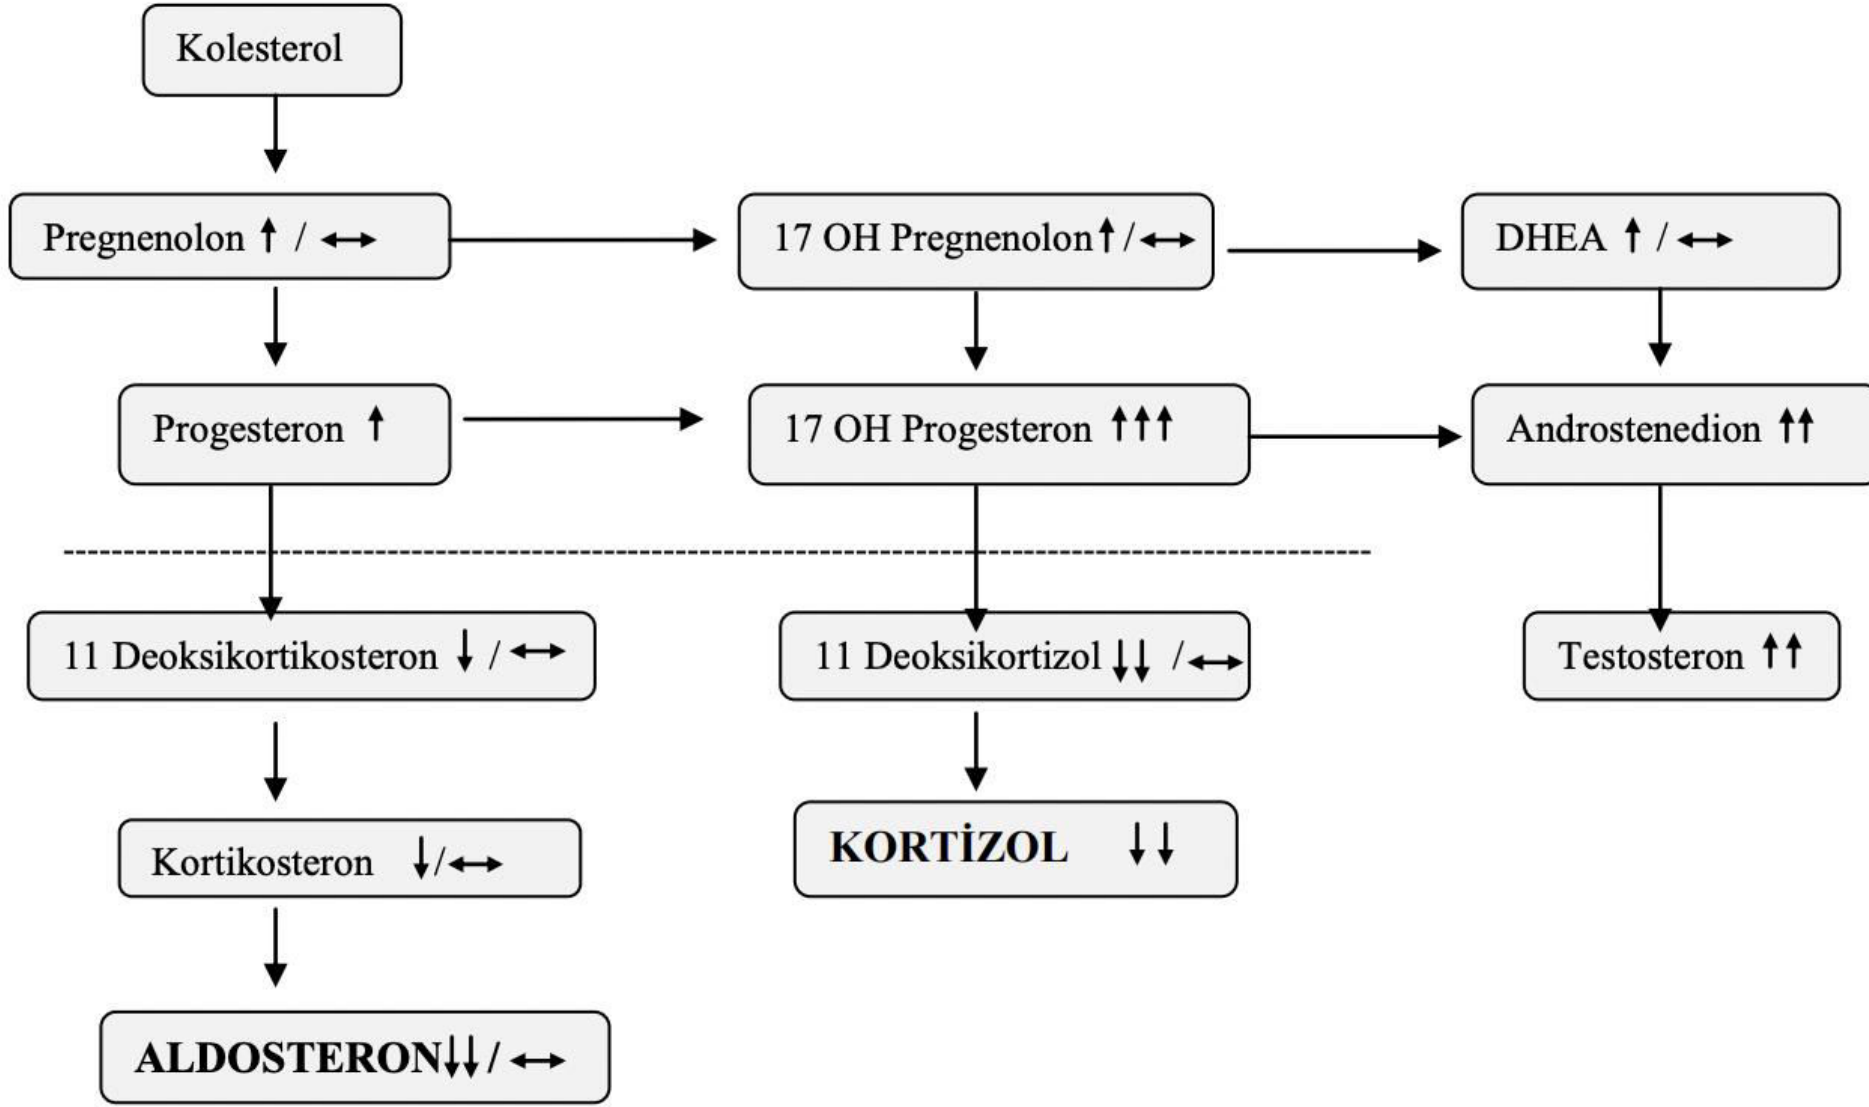 Kolesterol
Pregnenolon ↑ / ↔
17 OH Pregnenolon↑/↔
DHEA ↑ / ↔
Progesteron ↑
17 OH Progesteron ↑↑↑
Androstenedion ↑↑
11 Deoksikortikosteron ↓ / ↔
11 Deoksikortizol↓↓ /↔
Testosteron ↑↑
Kortikosteron ↓/↔
KORTİZOL ↓↓
ALDOSTERON↓↓/ ↔